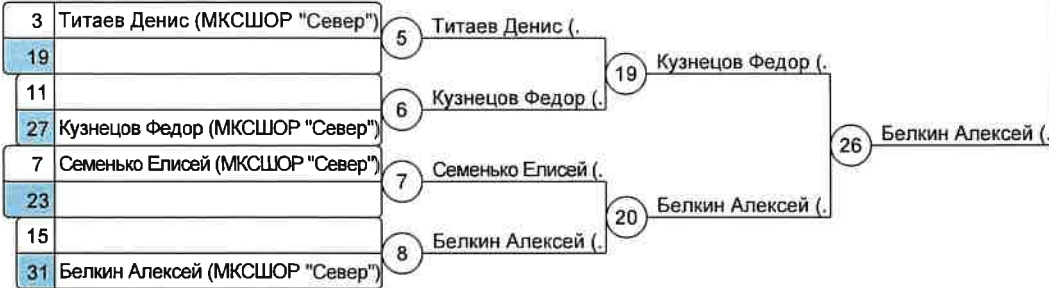 3 Титаев Денис (МКСШОР "Север")
19
11
27 Кузнецов Федор (МКСШОР "Север")
7 Семенько Елисей (МКСШОР "Север")
23
15
31 Белкин Алексей (МКСШОР "Север")
5 Титаев Денис (.
6 Кузнецов Федор (.
7 Семенько Елисей (.
8 Белкин Алексей (.
19 Кузнецов Федор (.
20 Белкин Алексей (.
26 Белкин Алексей (.